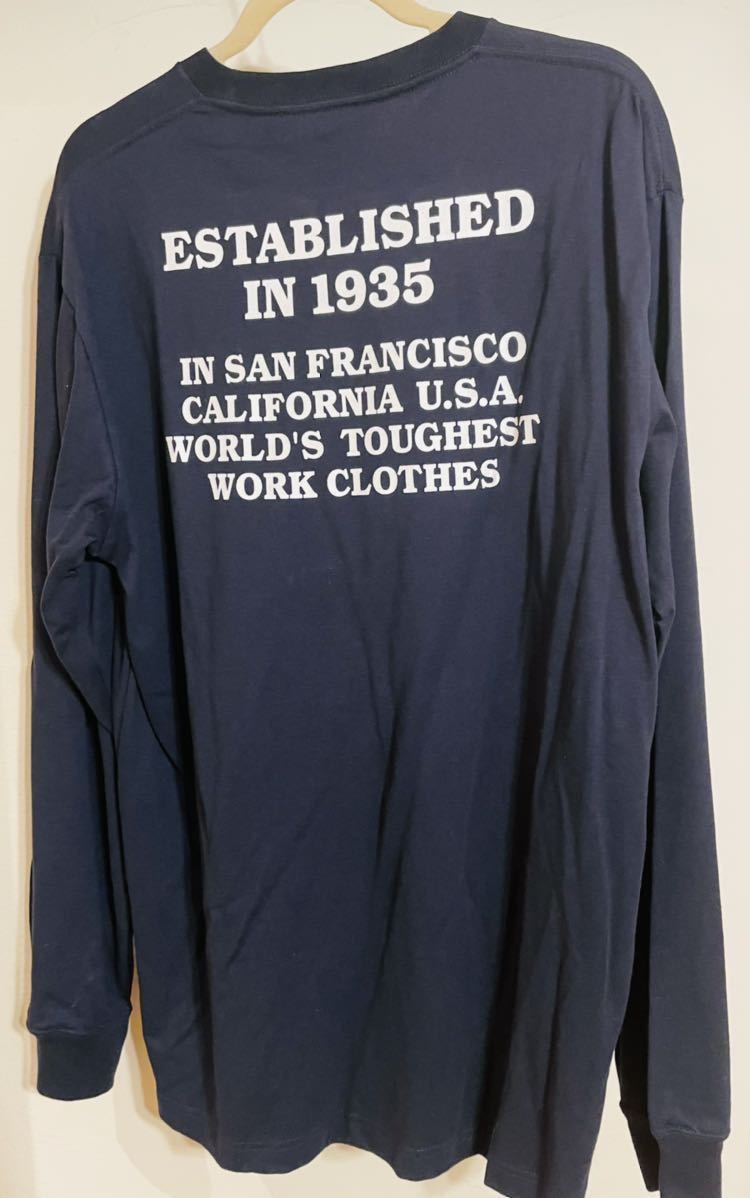 ESTABLISHED
IN 1935
IN SAN FRANCISCO
CALIFORNIA U.S.A.
WORLD'S TOUGHEST
WORK CLOTHES